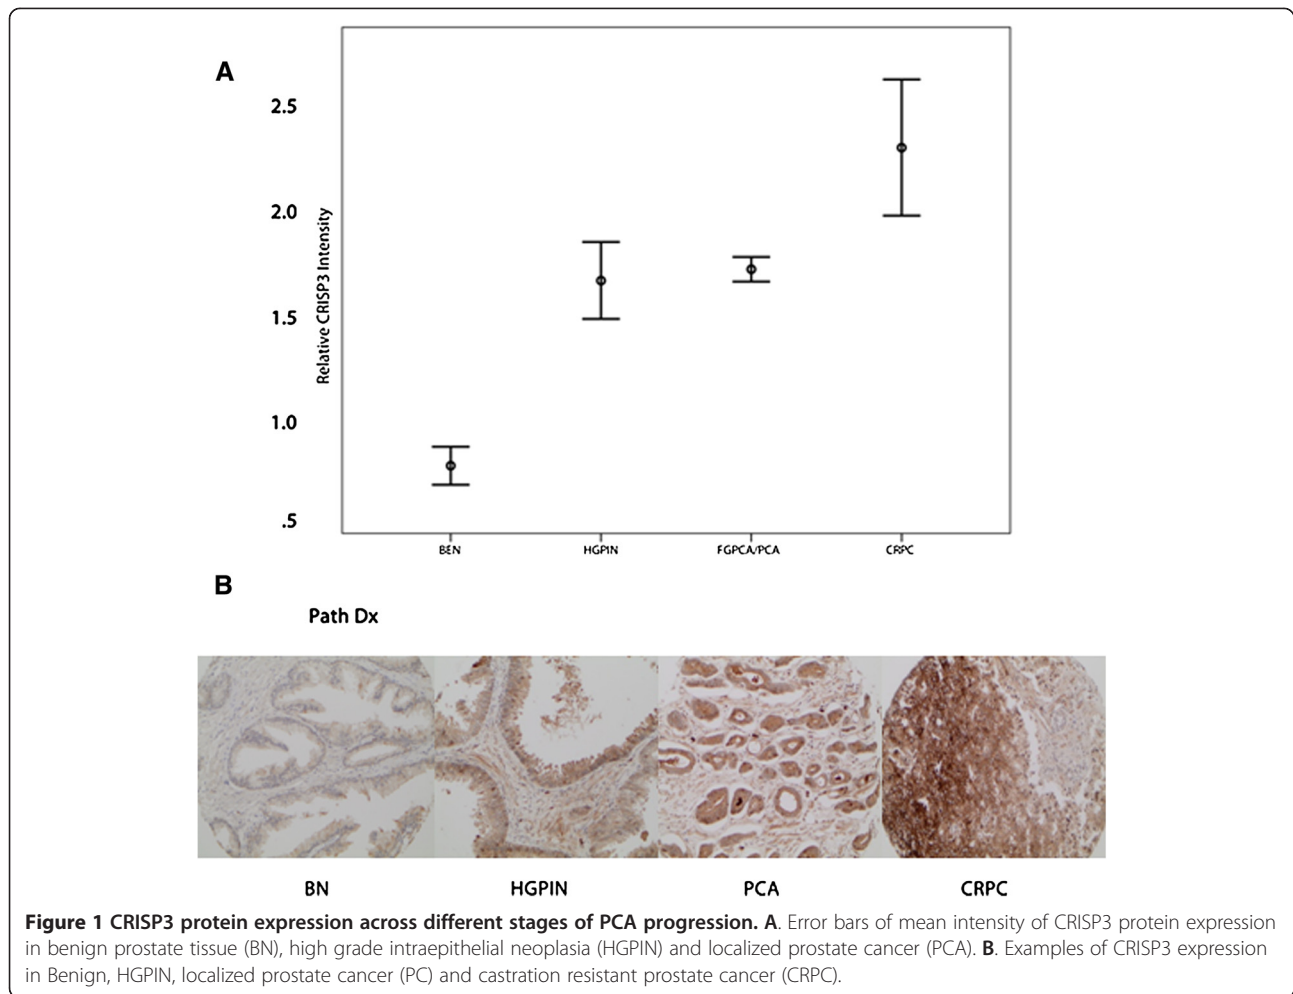 A
2.5
2.0
1.5
1.0
.5
Relative CRISP3 Intensity
BEN HGPIN FGPCA/PCA CRPC
B
Path Dx
BN HGPIN PCA CRPC
Figure 1 CRISP3 protein expression across different stages of PCA progression. A. Error bars of mean intensity of CRISP3 protein expression
in benign prostate tissue (BN), high grade intraepithelial neoplasia (HGPIN) and localized prostate cancer (PCA). B. Examples of CRISP3 expression
in Benign, HGPIN, localized prostate cancer (PC) and castration resistant prostate cancer (CRPC).